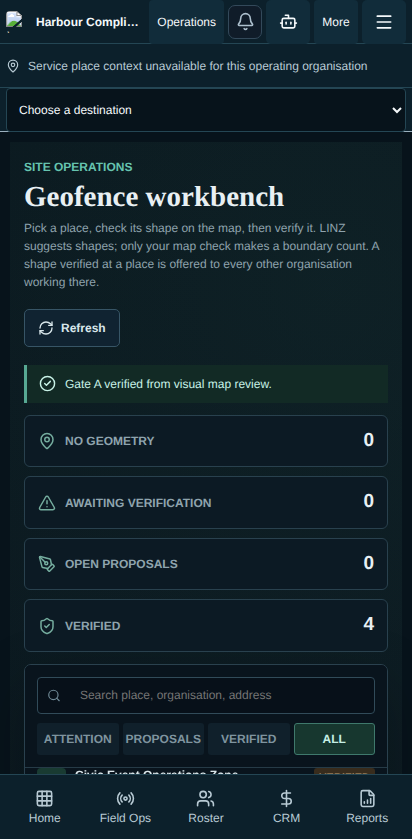 Harbour Compli...
Operations
More
Service place context unavailable for this operating organisation
Choose a destination
SITE OPERATIONS
Geofence workbench
Pick a place, check its shape on the map, then verify it. LINZ
suggests shapes; only your map check makes a boundary count. A
shape verified at a place is offered to every other organisation
working there.
Refresh
Gate A verified from visual map review.
NO GEOMETRY 0
AWAITING VERIFICATION 0
OPEN PROPOSALS 0
VERIFIED 4
Search place, organisation, address
ATTENTION PROPOSALS VERIFIED ALL
Civic Event Operations Zone
Home Field Ops Roster CRM Reports